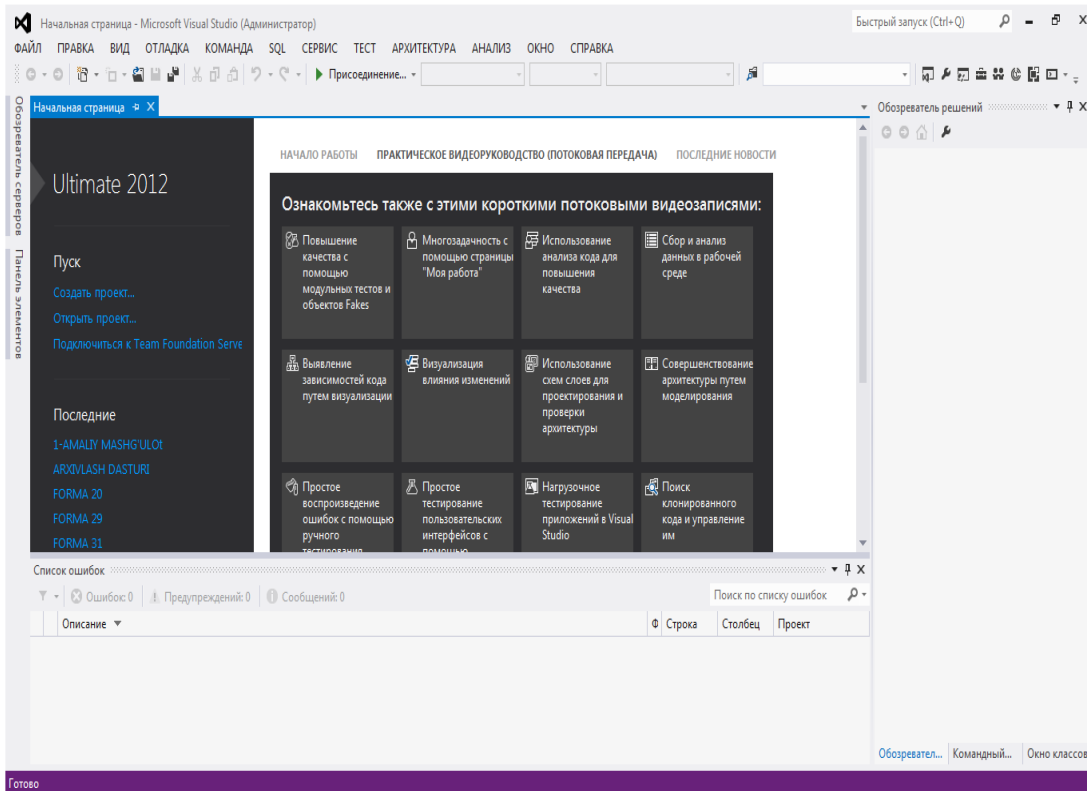 Начальная страница - Microsoft Visual Studio (Администратор)
Быстрый запуск (Ctrl+Q)
ФАЙЛ ПРАВКА ВИД ОТЛАДКА КОМАНДА SQL СЕРВИС ТЕСТ АРХИТЕКТУРА АНАЛИЗ ОКНО СПРАВКА
Присоединение...
Обозреватель серверов
Панель элементов
Начальная страница
Ultimate 2012
Пуск
Создать проект...
Открыть проект...
Подключиться к Team Foundation Serve
Последние
1-AMALIY MASHG'ULOt
ARXIVLASH DASTURI
FORMA 20
FORMA 29
FORMA 31
НАЧАЛО РАБОТЫ ПРАКТИЧЕСКОЕ ВИДЕОРУКОВОДСТВО (ПОТОКОВАЯ ПЕРЕДАЧА) ПОСЛЕДНИЕ НОВОСТИ
Ознакомьтесь также с этими короткими потоковыми видеозаписями:
Повышение
качества с
помощью
модульных тестов и
объектов Fakes
Многозадачность с
помощью страницы
"Моя работа"
Использование
анализа кода для
повышения
качества
Сбор и анализ
данных в рабочей
среде
Выявление
зависимостей кода
путем визуализации
Визуализация
влияния изменений
Использование
схем слоев для
проектирования и
проверки
архитектуры
Совершенствование
архитектуры путем
моделирования
Простое
воспроизведение
ошибок с помощью
ручного
тестирования
Простое
тестирование
пользовательских
интерфейсов с
помощью
Нагрузочное
тестирование
приложений в Visual
Studio
Поиск
клонированного
кода и управление
им
Обозреватель решений
Список ошибок
Ошибок: 0 Предупреждений: 0 Сообщений: 0
Поиск по списку ошибок
Описание Ф Строка Столбец Проект
Обозревател... Командный... Окно классов
Готово